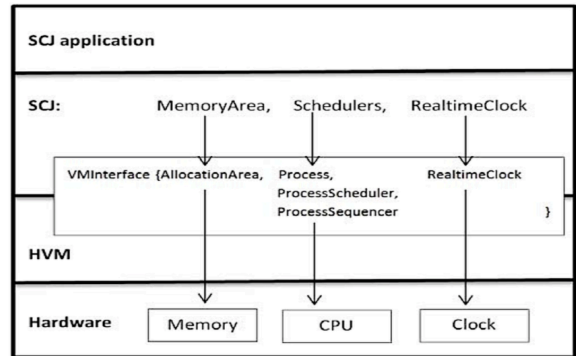 SCJ application
SCJ: MemoryArea, Schedulers, RealtimeClock
VMInterface {AllocationArea, Process, RealtimeClock
ProcessScheduler,
ProcessSequencer }
HVM
Hardware Memory CPU Clock